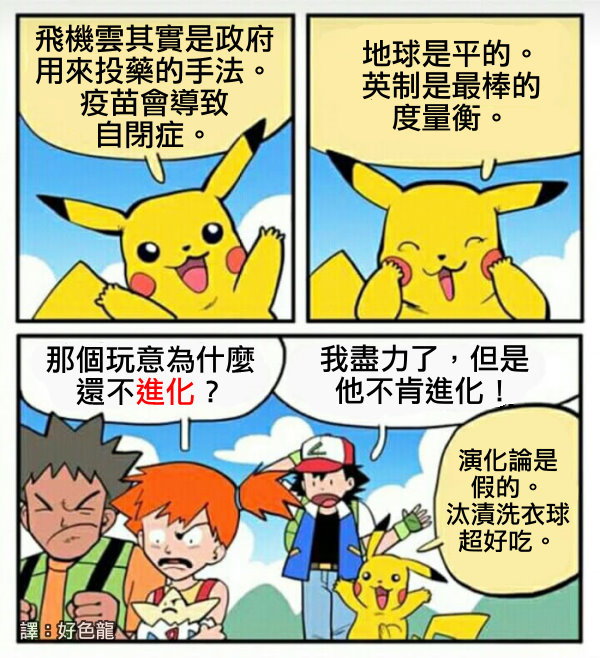 飛機雲其實是政府
用來投藥的手法。
疫苗會導致
自閉症。
地球是平的。
英制是最棒的
度量衡。
那個玩意為什麼
還不進化？
我盡力了，但是
他不肯進化！
演化論是
假的。
汰漬洗衣球
超好吃。
譯：好色龍